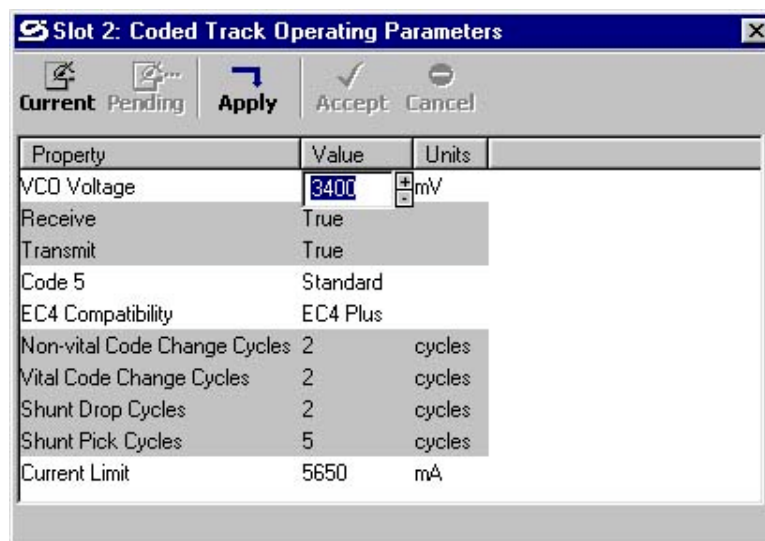 Slot 2: Coded Track Operating Parameters
Current Pending Apply Accept Cancel
Property Value Units
VCO Voltage 3400 mV
Receive True
Transmit True
Code 5 Standard
EC4 Compatibility EC4 Plus
Non-vital Code Change Cycles 2 cycles
Vital Code Change Cycles 2 cycles
Shunt Drop Cycles 2 cycles
Shunt Pick Cycles 5 cycles
Current Limit 5650 mA